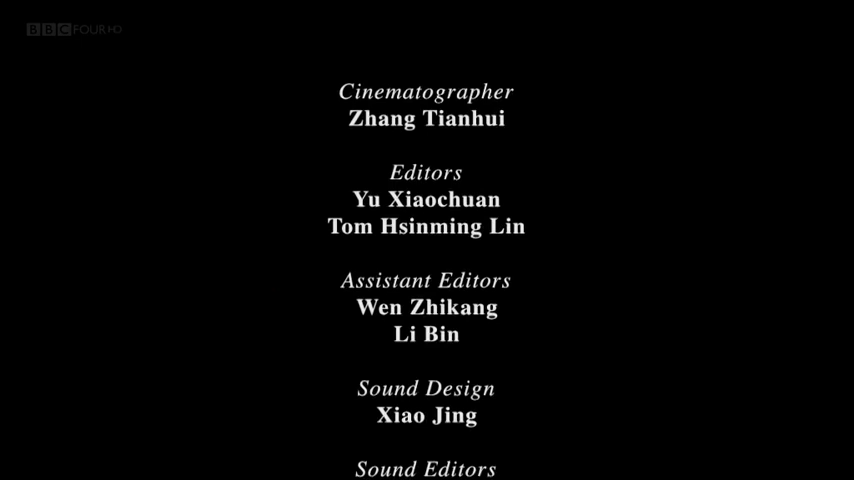 BBC FOUR HD
Cinematographer
Zhang Tianhui
Editors
Yu Xiaochuan
Tom Hsinming Lin
Assistant Editors
Wen Zhikang
Li Bin
Sound Design
Xiao Jing
Sound Editors